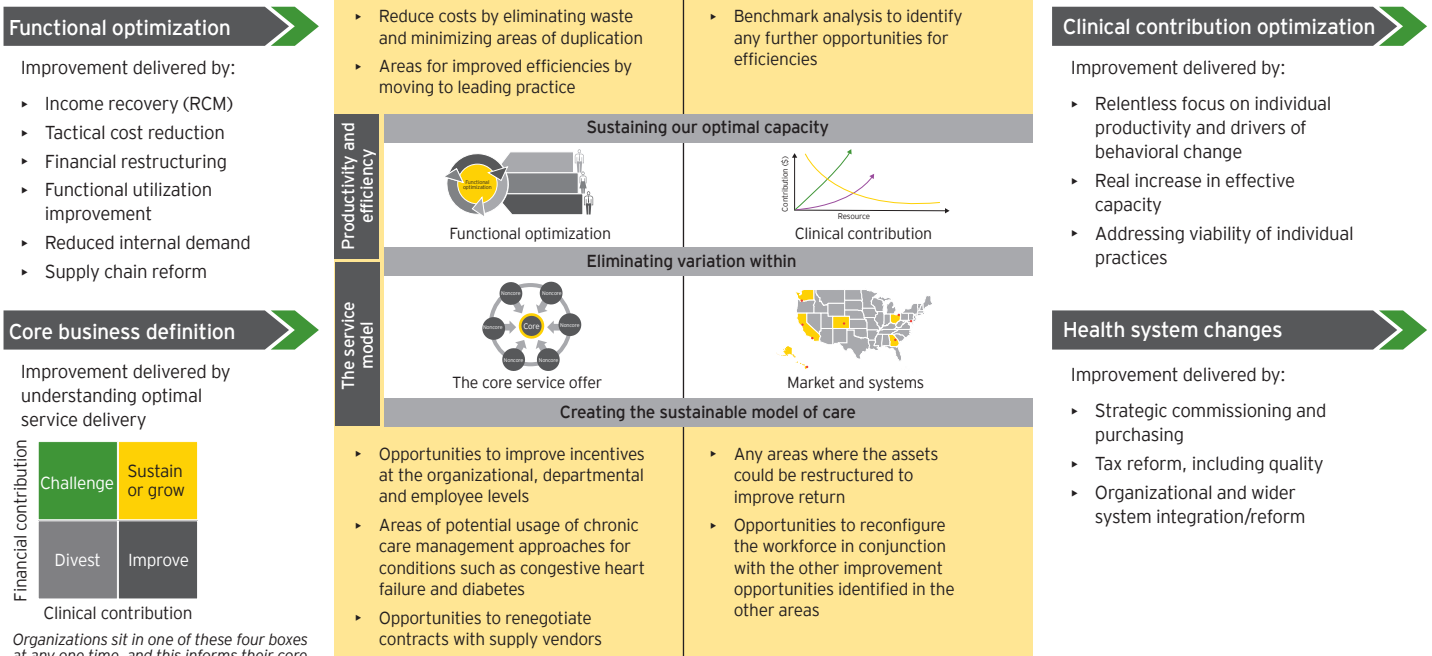 Functional optimization
Improvement delivered by:
‣ Income recovery (RCM)
‣ Tactical cost reduction
‣ Financial restructuring
‣ Functional utilization
improvement
‣ Reduced internal demand
‣ Supply chain reform
Core business definition
Improvement delivered by
understanding optimal
service delivery
Financial contribution
Challenge
Sustain
or grow
Divest
Improve
Clinical contribution
Organizations sit in one of these four boxes
at any one time, and this informs their core
‣ Reduce costs by eliminating waste
and minimizing areas of duplication
‣ Areas for improved efficiencies by
moving to leading practice
‣ Benchmark analysis to identify
any further opportunities for
efficiencies
Productivity and
efficiency
Sustaining our optimal capacity
Functional
optimization
Functional optimization
Contribution ($)
Resource
Clinical contribution
The service
model
Eliminating variation within
Noncore
Noncore
Noncore
Core
Noncore
Noncore
Noncore
The core service offer
Market and systems
Creating the sustainable model of care
‣ Opportunities to improve incentives
at the organizational, departmental
and employee levels
‣ Areas of potential usage of chronic
care management approaches for
conditions such as congestive heart
failure and diabetes
‣ Opportunities to renegotiate
contracts with supply vendors
‣ Any areas where the assets
could be restructured to
improve return
‣ Opportunities to reconfigure
the workforce in conjunction
with the other improvement
opportunities identified in the
other areas
Clinical contribution optimization
Improvement delivered by:
‣ Relentless focus on individual
productivity and drivers of
behavioral change
‣ Real increase in effective
capacity
‣ Addressing viability of individual
practices
Health system changes
Improvement delivered by:
‣ Strategic commissioning and
purchasing
‣ Tax reform, including quality
‣ Organizational and wider
system integration/reform